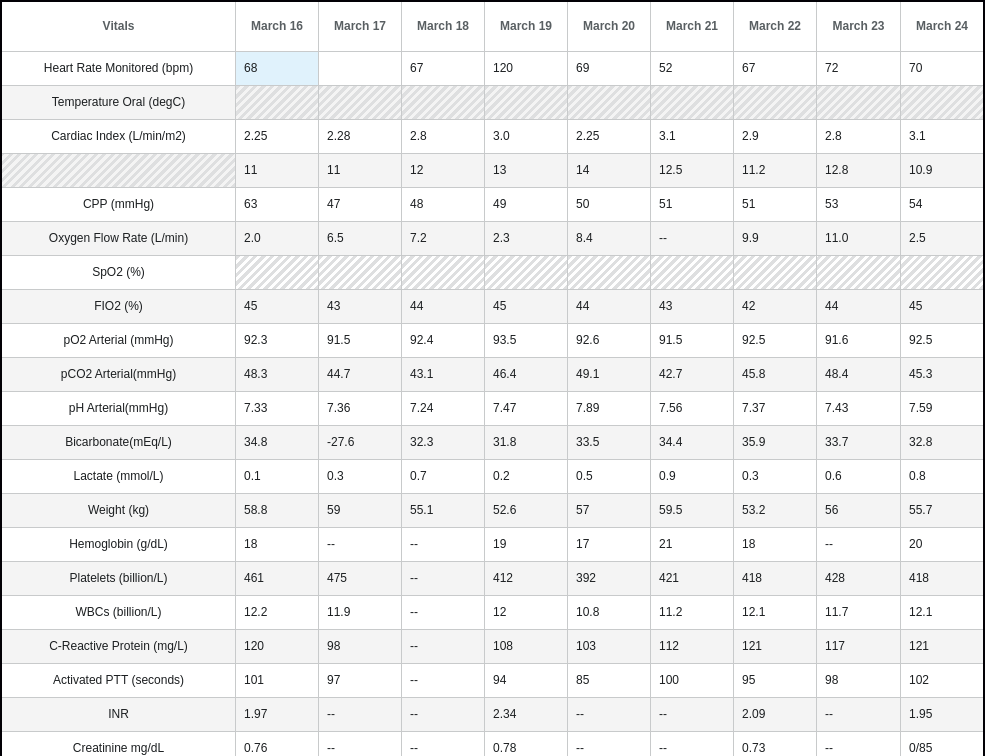 Vitals March 16 March 17 March 18 March 19 March 20 March 21 March 22 March 23 March 24
Heart Rate Monitored (bpm) 68 67 120 69 52 67 72 70
Temperature Oral (degC)
Cardiac Index (L/min/m2) 2.25 2.28 2.8 3.0 2.25 3.1 2.9 2.8 3.1
11 11 12 13 14 12.5 11.2 12.8 10.9
CPP (mmHg) 63 47 48 49 50 51 51 53 54
Oxygen Flow Rate (L/min) 2.0 6.5 7.2 2.3 8.4 -- 9.9 11.0 2.5
SpO2 (%)
FIO2 (%) 45 43 44 45 44 43 42 44 45
pO2 Arterial (mmHg) 92.3 91.5 92.4 93.5 92.6 91.5 92.5 91.6 92.5
pCO2 Arterial(mmHg) 48.3 44.7 43.1 46.4 49.1 42.7 45.8 48.4 45.3
pH Arterial(mmHg) 7.33 7.36 7.24 7.47 7.89 7.56 7.37 7.43 7.59
Bicarbonate(mEq/L) 34.8 -27.6 32.3 31.8 33.5 34.4 35.9 33.7 32.8
Lactate (mmol/L) 0.1 0.3 0.7 0.2 0.5 0.9 0.3 0.6 0.8
Weight (kg) 58.8 59 55.1 52.6 57 59.5 53.2 56 55.7
Hemoglobin (g/dL) 18 -- -- 19 17 21 18 -- 20
Platelets (billion/L) 461 475 -- 412 392 421 418 428 418
WBCs (billion/L) 12.2 11.9 -- 12 10.8 11.2 12.1 11.7 12.1
C-Reactive Protein (mg/L) 120 98 -- 108 103 112 121 117 121
Activated PTT (seconds) 101 97 -- 94 85 100 95 98 102
INR 1.97 -- -- 2.34 -- -- 2.09 -- 1.95
Creatinine mg/dL 0.76 -- -- 0.78 -- -- 0.73 -- 0/85